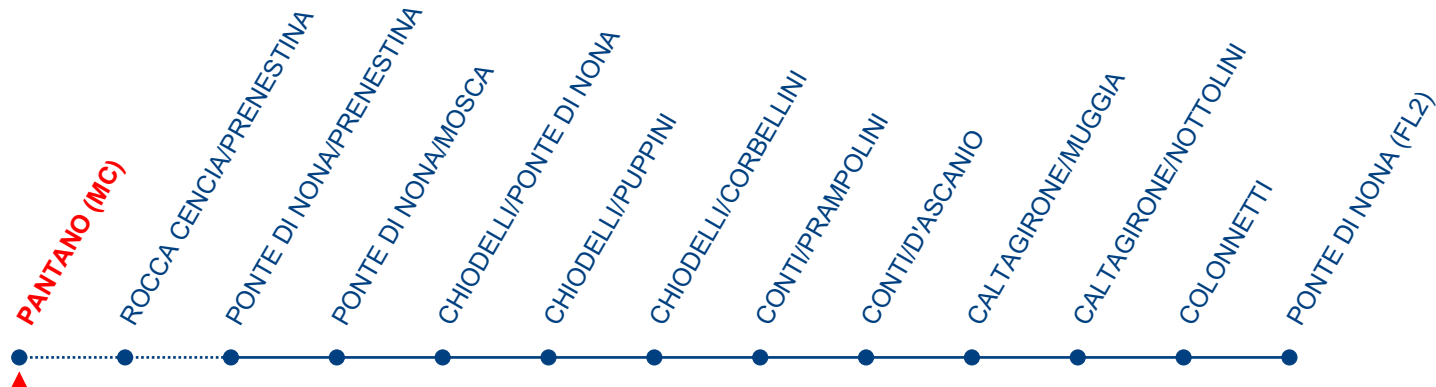 PANTANO (MC)
ROCCA CENCIA/PRENESTINA
PONTE DI NONA/PRENESTINA
PONTE DI NONA/MOSCA
CHIODELLI/PONTE DI NONA
CHIODELLI/PUPPINI
CHIODELLI/CORBELLINI
CONTI/PRAMPOLINI
CONTI/D'ASCANIO
CALTAGIRONE/MUGGIA
CALTAGIRONE/NOTTOLINI
COLONNETTI
PONTE DI NONA (FL2)